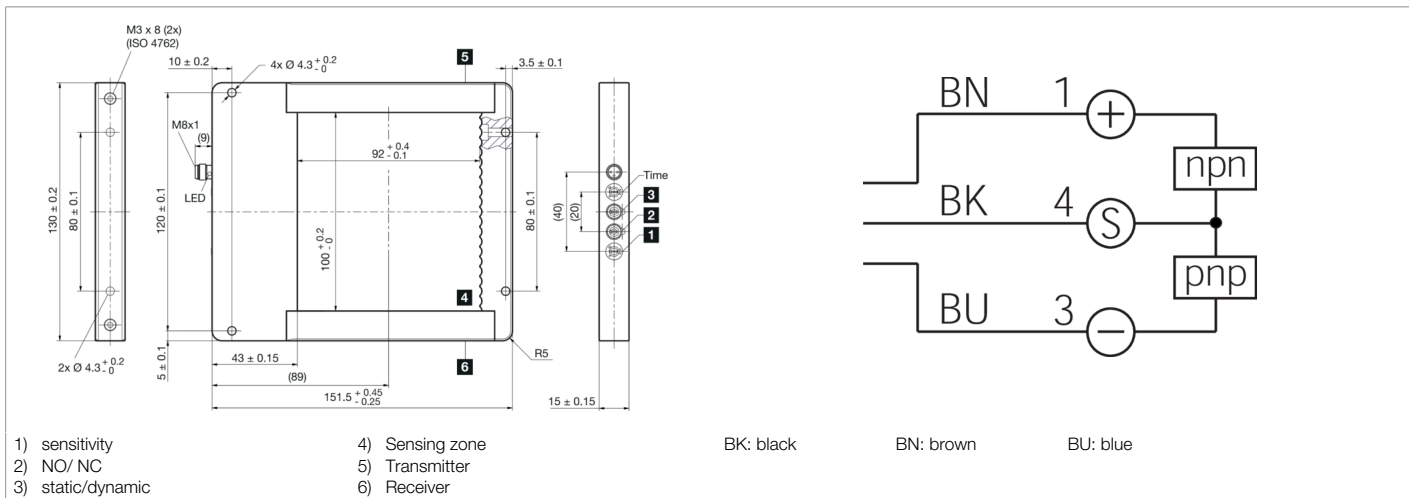 M3 x 8 (2x)
(ISO 4762)
10 ± 0.2
4x Ø 4.3 + 0.2 - 0
5
3.5 ± 0.1
M8x1
(9)
LED
92 + 0.4 - 0.1
100 + 0.2 - 0
130 ± 0.2
80 ± 0.1
120 ± 0.1
80 ± 0.1
(40)
(20)
Time
3
2
1
4
2x Ø 4.3 + 0.2 - 0
5 ± 0.1
43 ± 0.15
(89)
151.5 + 0.45 - 0.25
6
R5
15 ± 0.15
BN 1 +
npn
BK 4 S
pnp
BU 3 −
1) sensitivity
2) NO/ NC
3) static/dynamic
4) Sensing zone
5) Transmitter
6) Receiver
BK: black BN: brown BU: blue